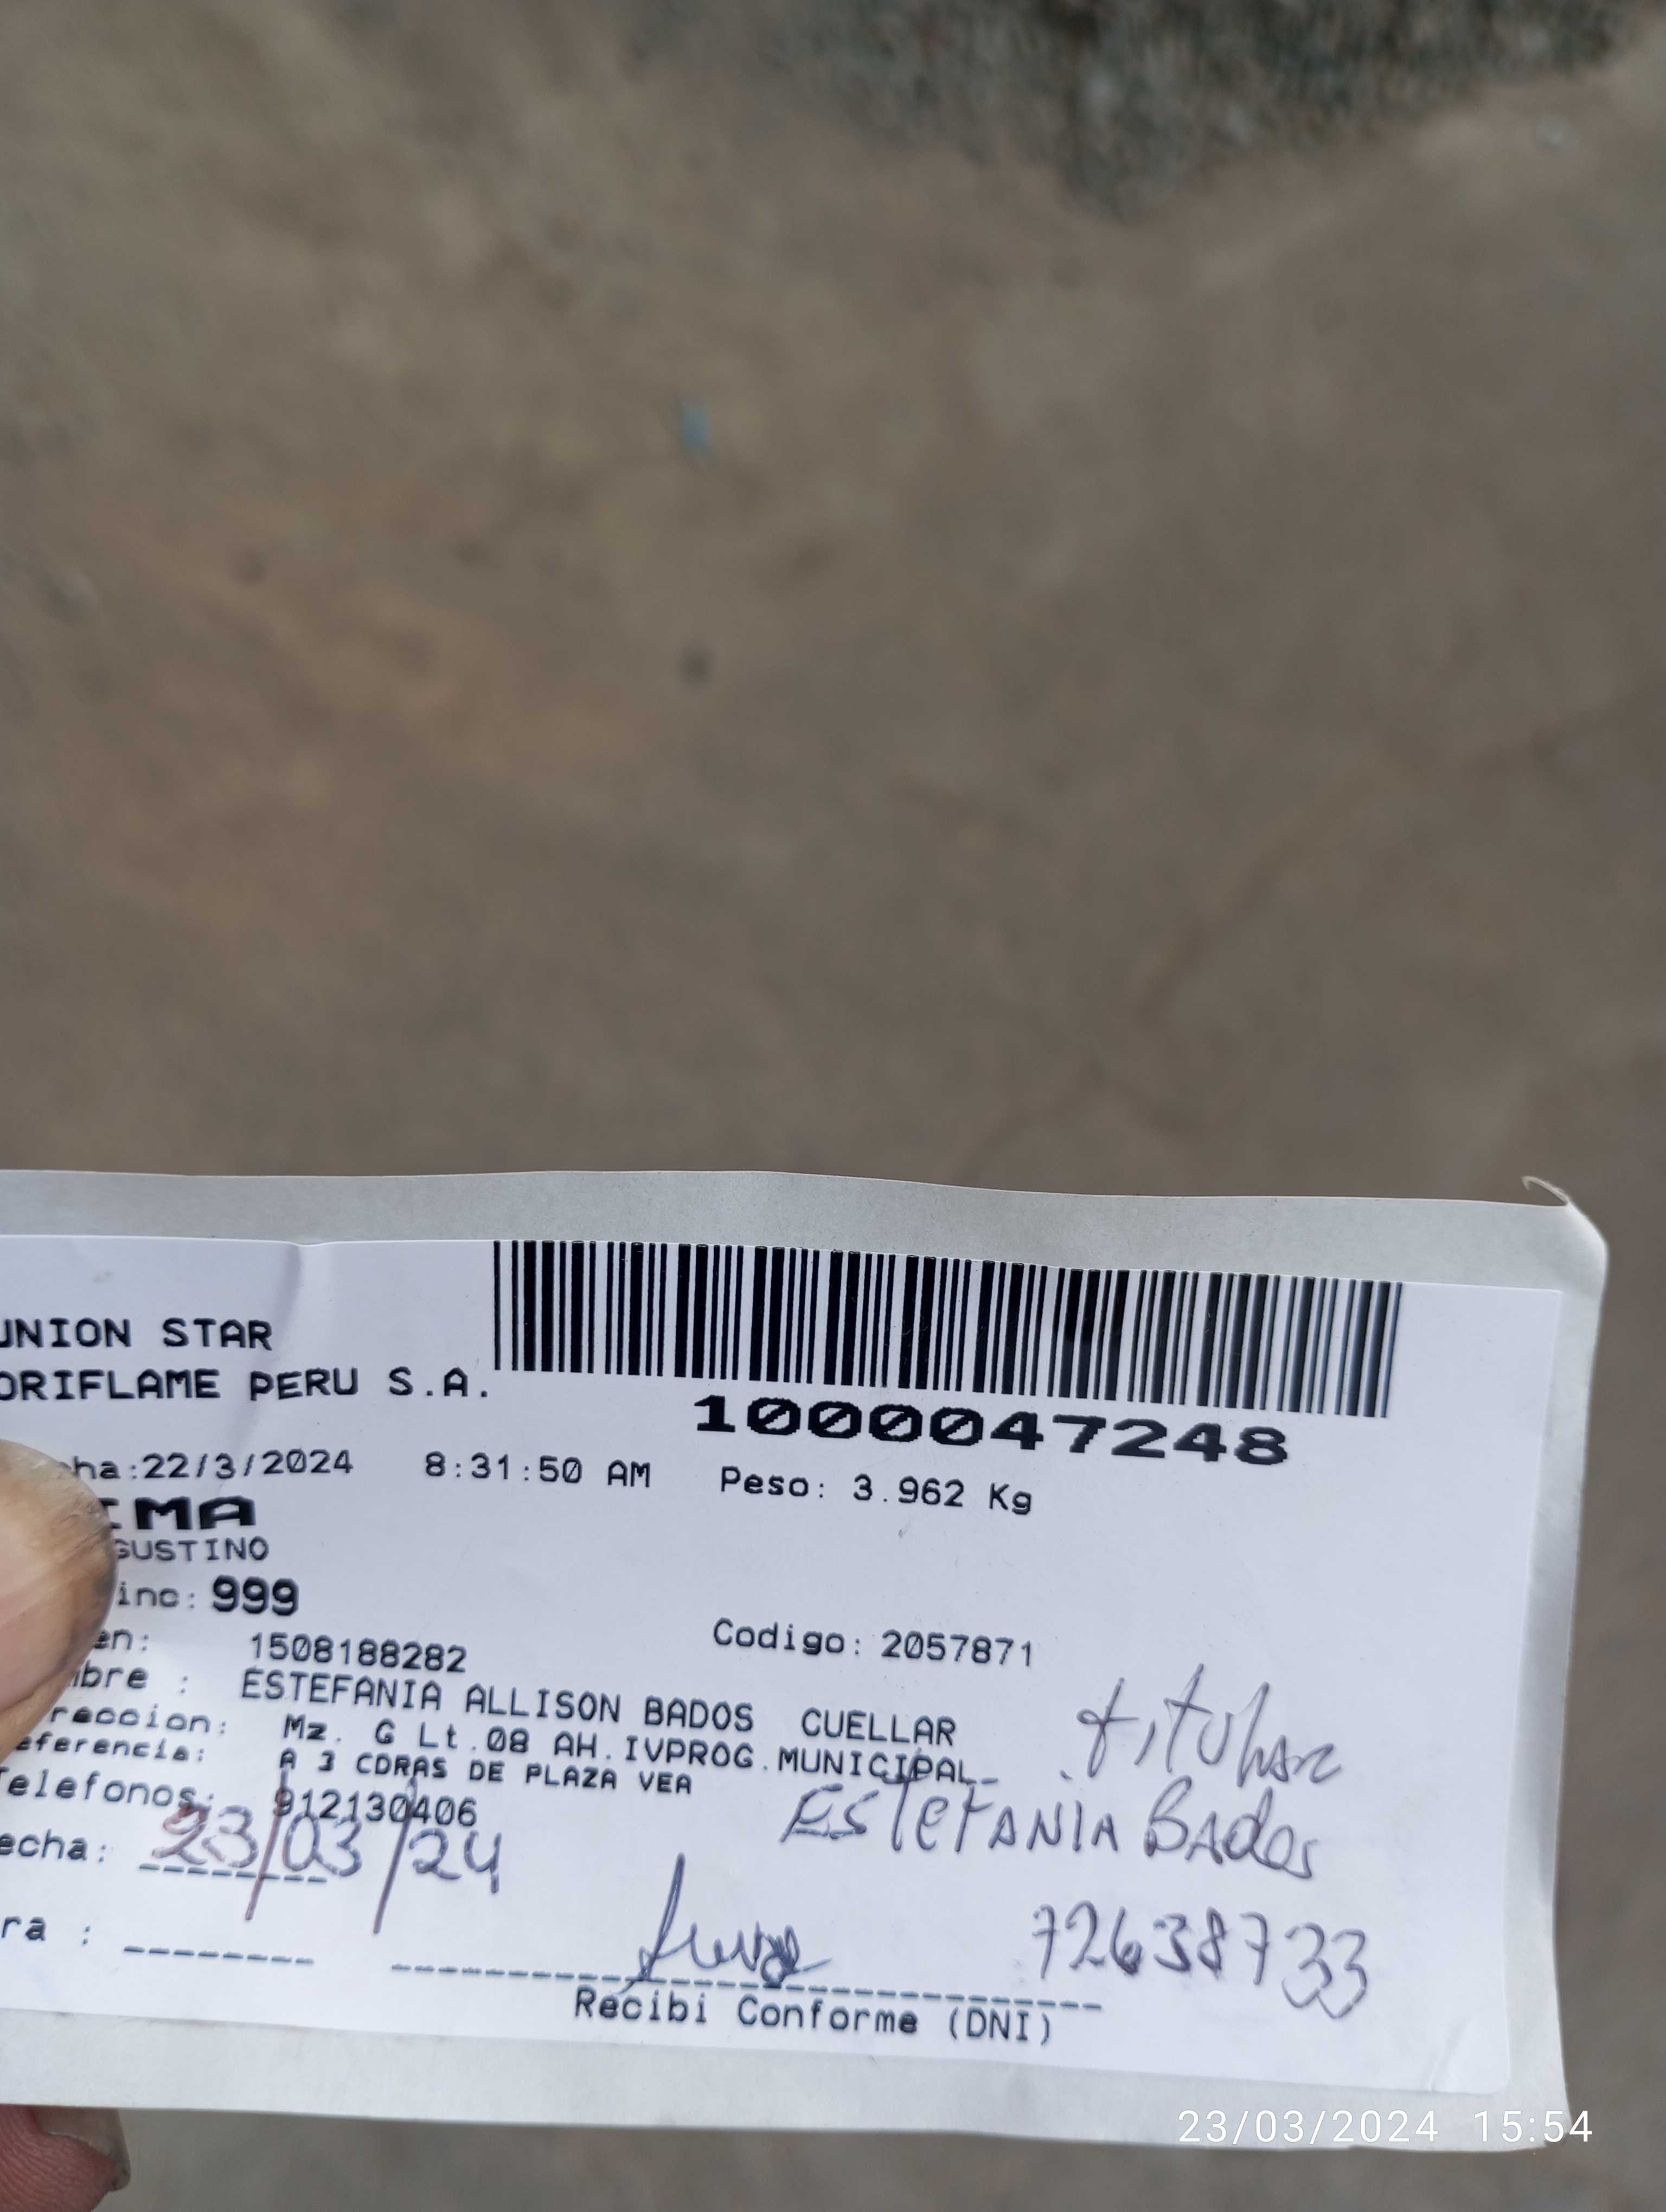 UNION STAR
ORIFLAME PERU S.A.
1000047248
ha:22/3/2024 8:31:50 AM Peso: 3.962 Kg
IMA
GUSTINO
inc: 999
en: 1508188282 Codigo: 2057871
bre : ESTEFANIA ALLISON BADOS CUELLAR
reccion: Mz. G Lt.08 AH.IVPROG.MUNICIPAL
eferencia: A 3 CDRAS DE PLAZA VEA
Telefonos: 912130406
titular
ESTEFANIA BAdos
echa: 23/03/24
72638733
ra :
Recibi Conforme (DNI)
23/03/2024 15:54